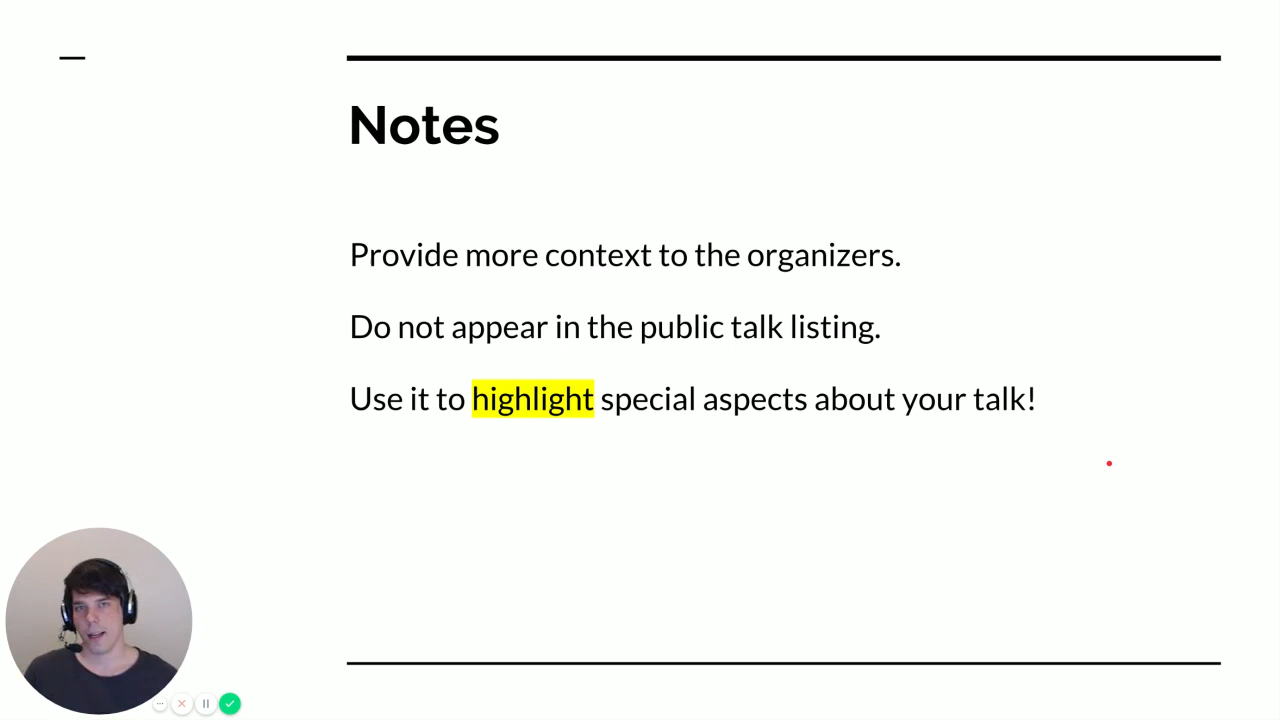 Notes
Provide more context to the organizers.
Do not appear in the public talk listing.
Use it to highlight special aspects about your talk!